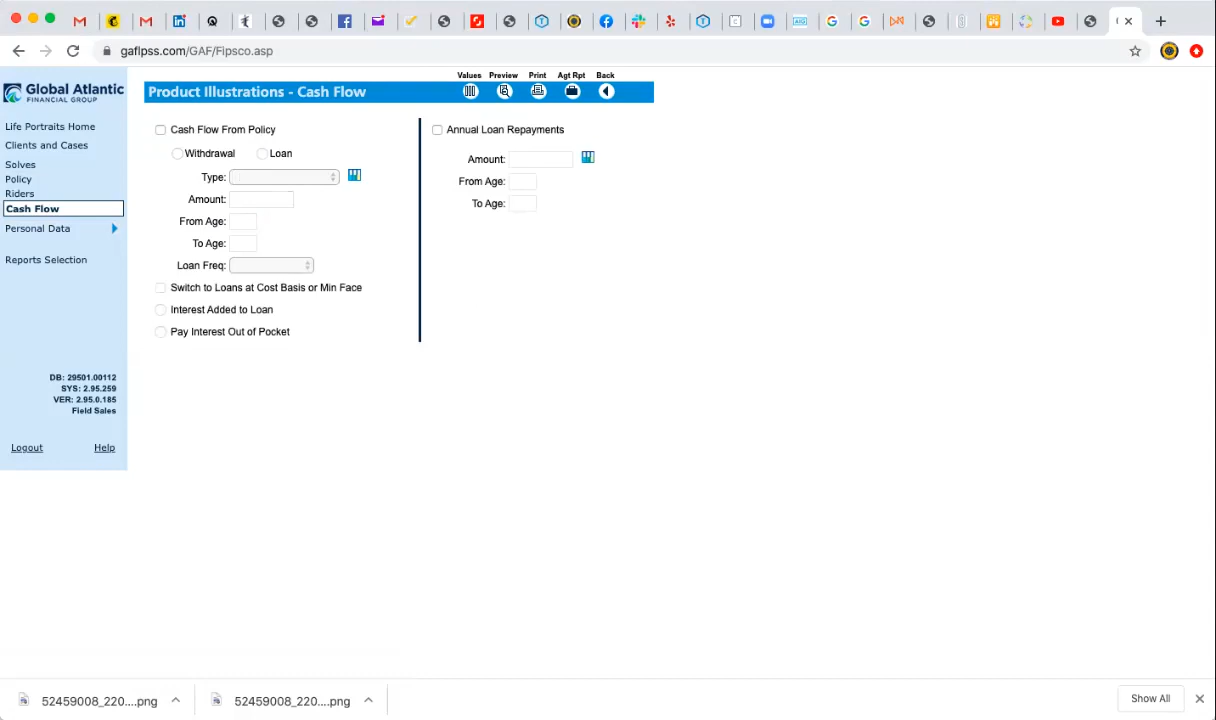 gaflpss.com/GAF/Fipsco.asp
Global Atlantic
FINANCIAL GROUP
Life Portraits Home
Clients and Cases
Solves
Policy
Riders
Cash Flow
Personal Data
Reports Selection
DB: 29501.00112
SYS: 2.95.259
VER: 2.95.0.185
Field Sales
Logout Help
Values Preview Print Agt Rpt Back
Product Illustrations - Cash Flow
Cash Flow From Policy
Withdrawal Loan
Type:
Amount:
From Age:
To Age:
Loan Freq:
Switch to Loans at Cost Basis or Min Face
Interest Added to Loan
Pay Interest Out of Pocket
Annual Loan Repayments
Amount:
From Age:
To Age:
52459008_220....png 52459008_220....png Show All